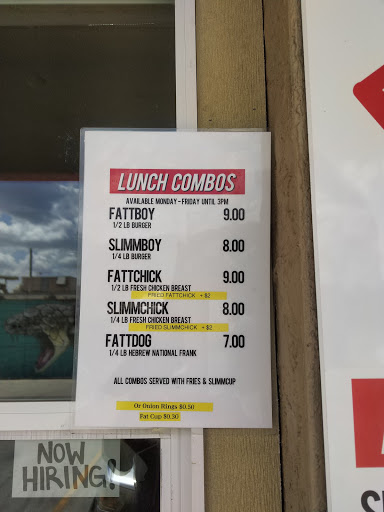 LUNCH COMBOS
AVAILABLE MONDAY-FRIDAY UNTIL 3PM
FATTBOY 9.00
1/2 LB BURGER
SLIMMBOY 8.00
1/4 LB BURGER
FATTCHICK 9.00
1/2 LB FRESH CHICKEN BREAST
FRIED FATTCHICK + $2
SLIMMCHICK 8.00
1/4 LB FRESH CHICKEN BREAST
FRIED SLIMMCHICK + $2
FATTDOG 7.00
1/4 LB HEBREW NATIONAL FRANK
ALL COMBOS SERVED WITH FRIES & SLIMMCUP
Or Onion Rings $0.50
Fat Cup $0.30
NOW
HIRING!